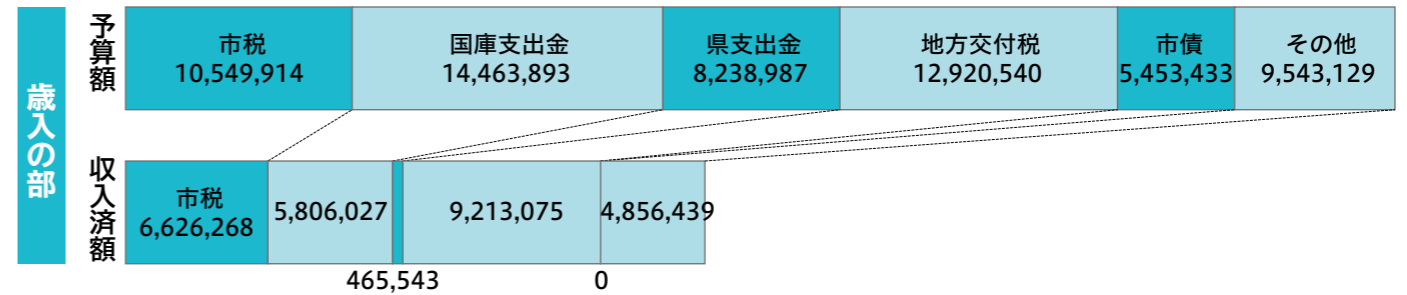 歳入の部
予算額
市税
10,549,914
国庫支出金
14,463,893
県支出金
8,238,987
地方交付税
12,920,540
市債
5,453,433
その他
9,543,129
収入済額
市税
6,626,268
5,806,027
465,543
9,213,075
0
4,856,439